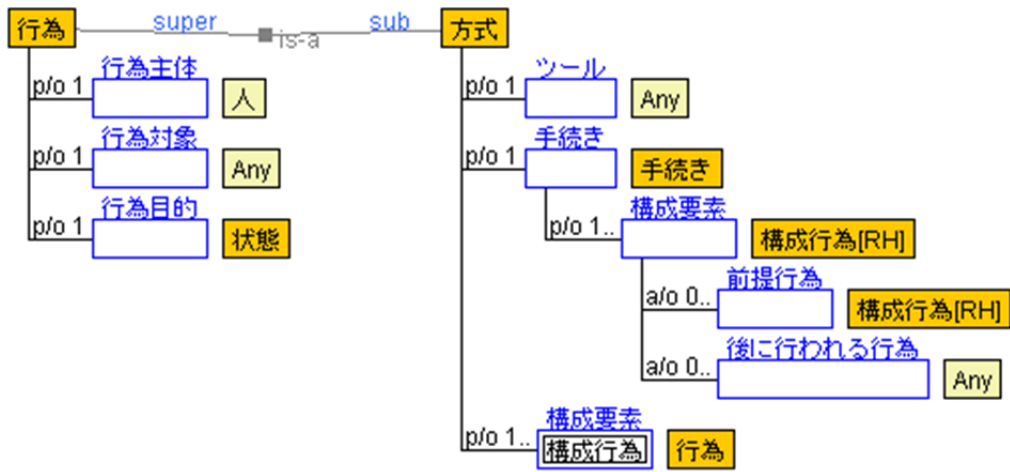 行為 super is-a sub 方式
行為主体
p/o 1 人
行為対象
p/o 1 Any
行為目的
p/o 1 状態
ツール
p/o 1 Any
手続き
p/o 1 手続き
構成要素
p/o 1.. 構成行為[RH]
前提行為
a/o 0.. 構成行為[RH]
後に行われる行為
a/o 0.. Any
構成要素
p/o 1.. 構成行為 行為